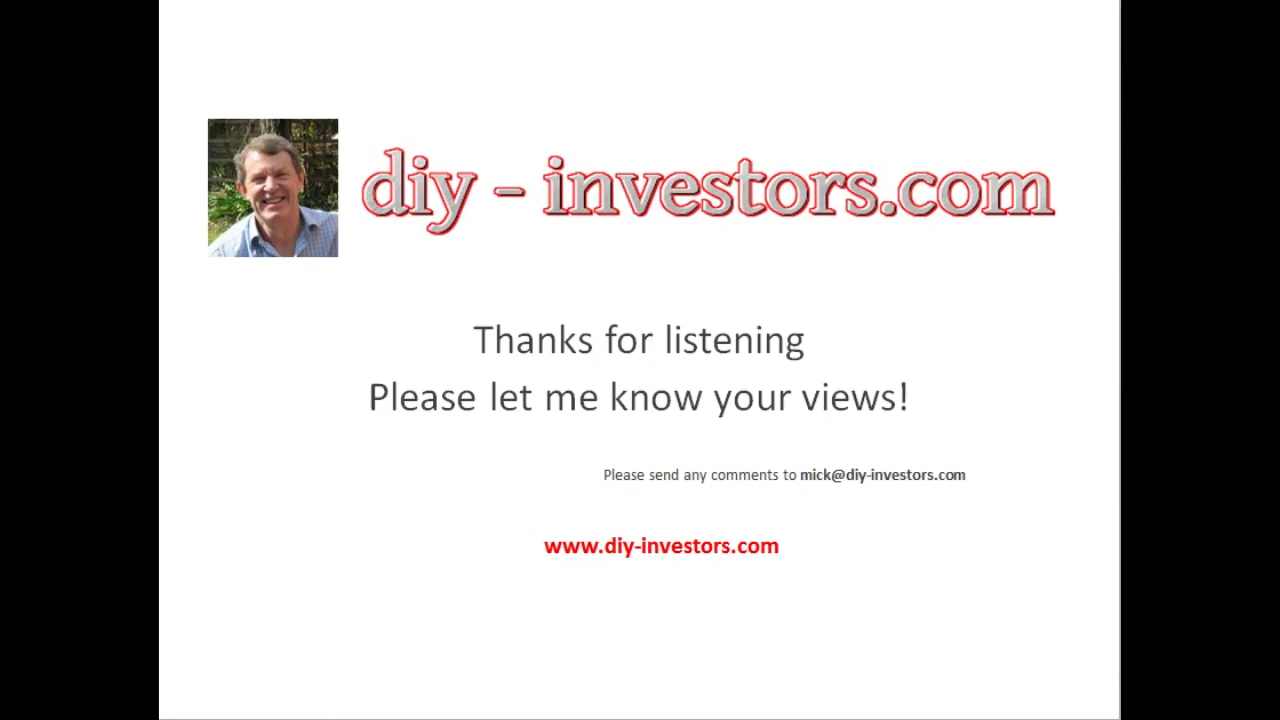 diy - investors.com
Thanks for listening
Please let me know your views!
Please send any comments to mick@diy-investors.com
www.diy-investors.com